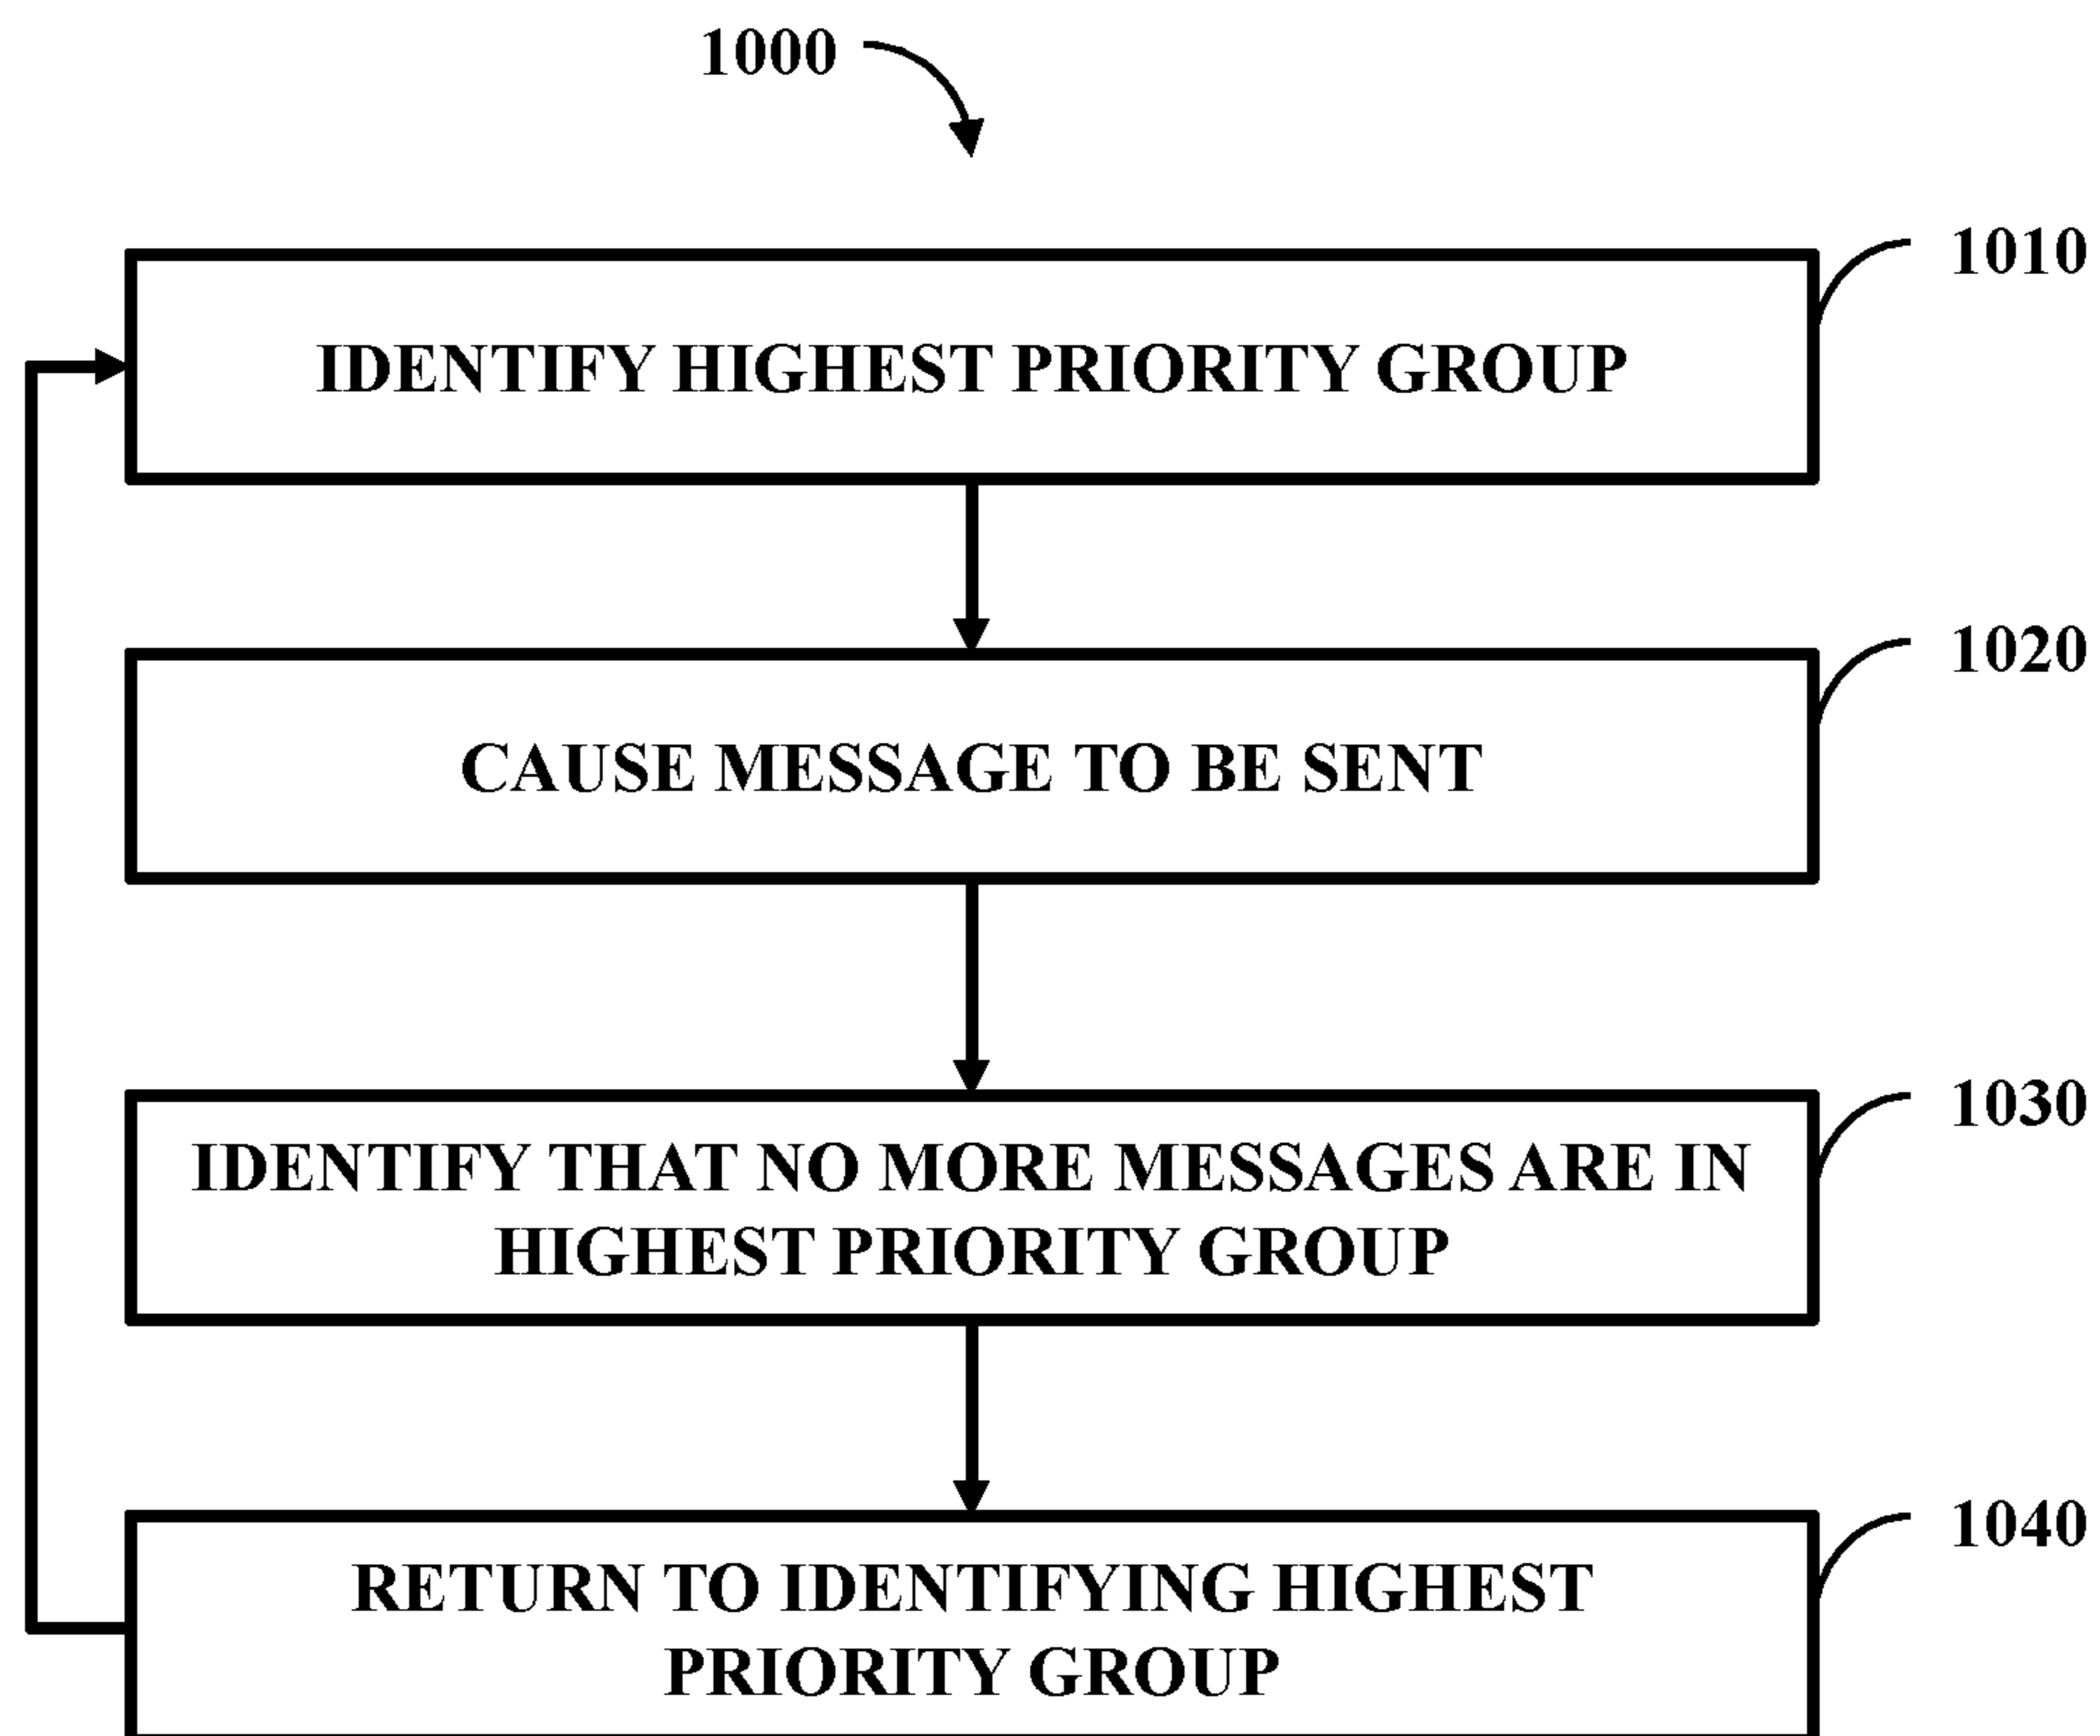 1000
1010
IDENTIFY HIGHEST PRIORITY GROUP
1020
CAUSE MESSAGE TO BE SENT
1030
IDENTIFY THAT NO MORE MESSAGES ARE IN
HIGHEST PRIORITY GROUP
1040
RETURN TO IDENTIFYING HIGHEST
PRIORITY GROUP